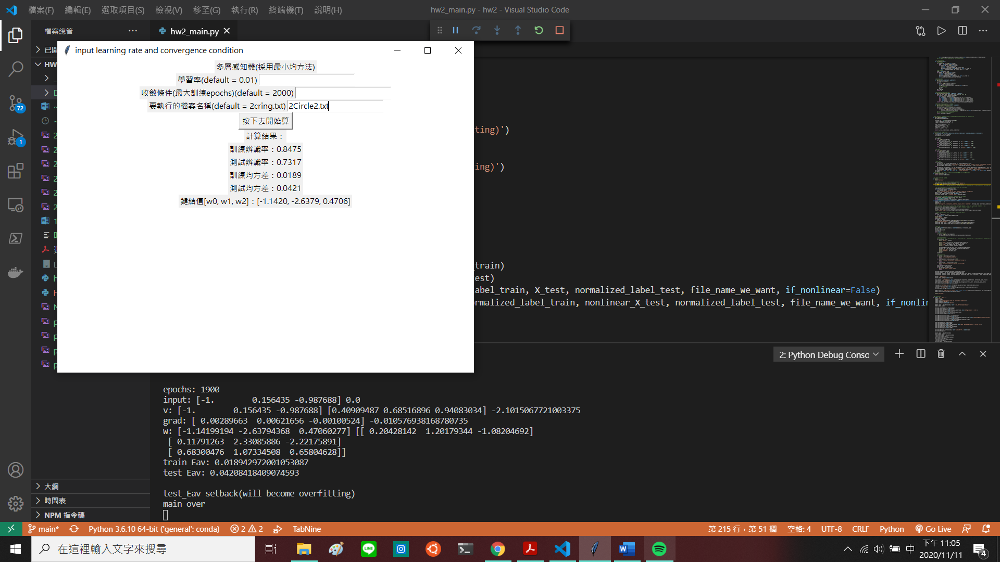 檔案(F) 編輯(E) 選取項目(S) 檢視(V) 移至(G) 執行(R) 終端機(T) 說明(H) hw2_main.py - hw2 - Visual Studio Code
檔案總管
hw2_main.py
已開
HW
72
1
input learning rate and convergence condition
多層感知機(採用最小均方法)
學習率(default = 0.01)
收斂條件(最大訓練epochs)(default = 2000)
要執行的檔案名稱(default = 2cring.txt) 2Circle2.txt
按下去開始算
計算結果：
訓練辨識率：0.8475
測試辨識率：0.7317
訓練均方差：0.0189
測試均方差：0.0421
鍵結值[w0, w1, w2]：[-1.1420, -2.6379, 0.4706]
ting)')
ing)')
_train)
est)
abel_train, X_test, normalized_label_test, file_name_we_want, if_nonlinear=False)
rmalized_label_train, nonlinear_X_test, normalized_label_test, file_name_we_want, if_nonlin
2: Python Debug Consc
epochs: 1900
input: [-1. 0.156435 -0.987688] 0.0
v: [-1. 0.156435 -0.987688] [0.40909487 0.68516896 0.94083034] -2.1015067721003375
grad: [ 0.00289663 0.00621656 -0.00100524] -0.010576938168780735
w: [-1.14199194 -2.63794368 0.47060277] [[ 0.20428142 1.20179344 -1.08204692]
[ 0.11791263 2.33085886 -2.22175891]
[ 0.68300476 1.07334508 0.65804628]]
train Eav: 0.018942972001053087
test Eav: 0.04208418409074593
test_Eav setback(will become overfitting)
main over
大綱
時間表
NPM 指令碼
main* Python 3.6.10 64-bit ('general': conda) 2 2 TabNine 第 215 行，第 51 欄 空格: 4 UTF-8 CRLF Python Go Live
在這裡輸入文字來搜尋
LINE
中
下午 11:05
2020/11/11
4